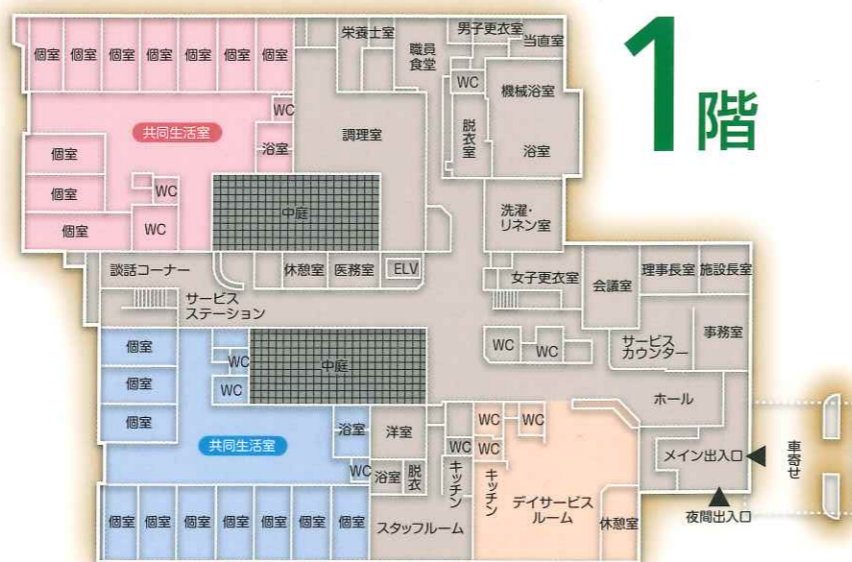 1階
栄養士室
職員
食堂
男子更衣室
当直室
個室
個室
個室
個室
個室
個室
個室
WC
機械浴室
WC
共同生活室
浴室
調理室
脱衣室
浴室
個室
個室
WC
個室
WC
中庭
洗濯・
リネン室
談話コーナー
休憩室
医務室
ELV
女子更衣室
会議室
理事長室
施設長室
サービス
ステーション
個室
WC
中庭
WC
WC
サービス
カウンター
事務室
個室
WC
個室
ホール
共同生活室
浴室
洋室
WC
WC
WC
WC
メイン出入口
車寄せ
WC
浴室
脱衣
キッチン
キッチン
個室
個室
個室
個室
個室
個室
個室
スタッフルーム
デイサービス
ルーム
休憩室
夜間出入口